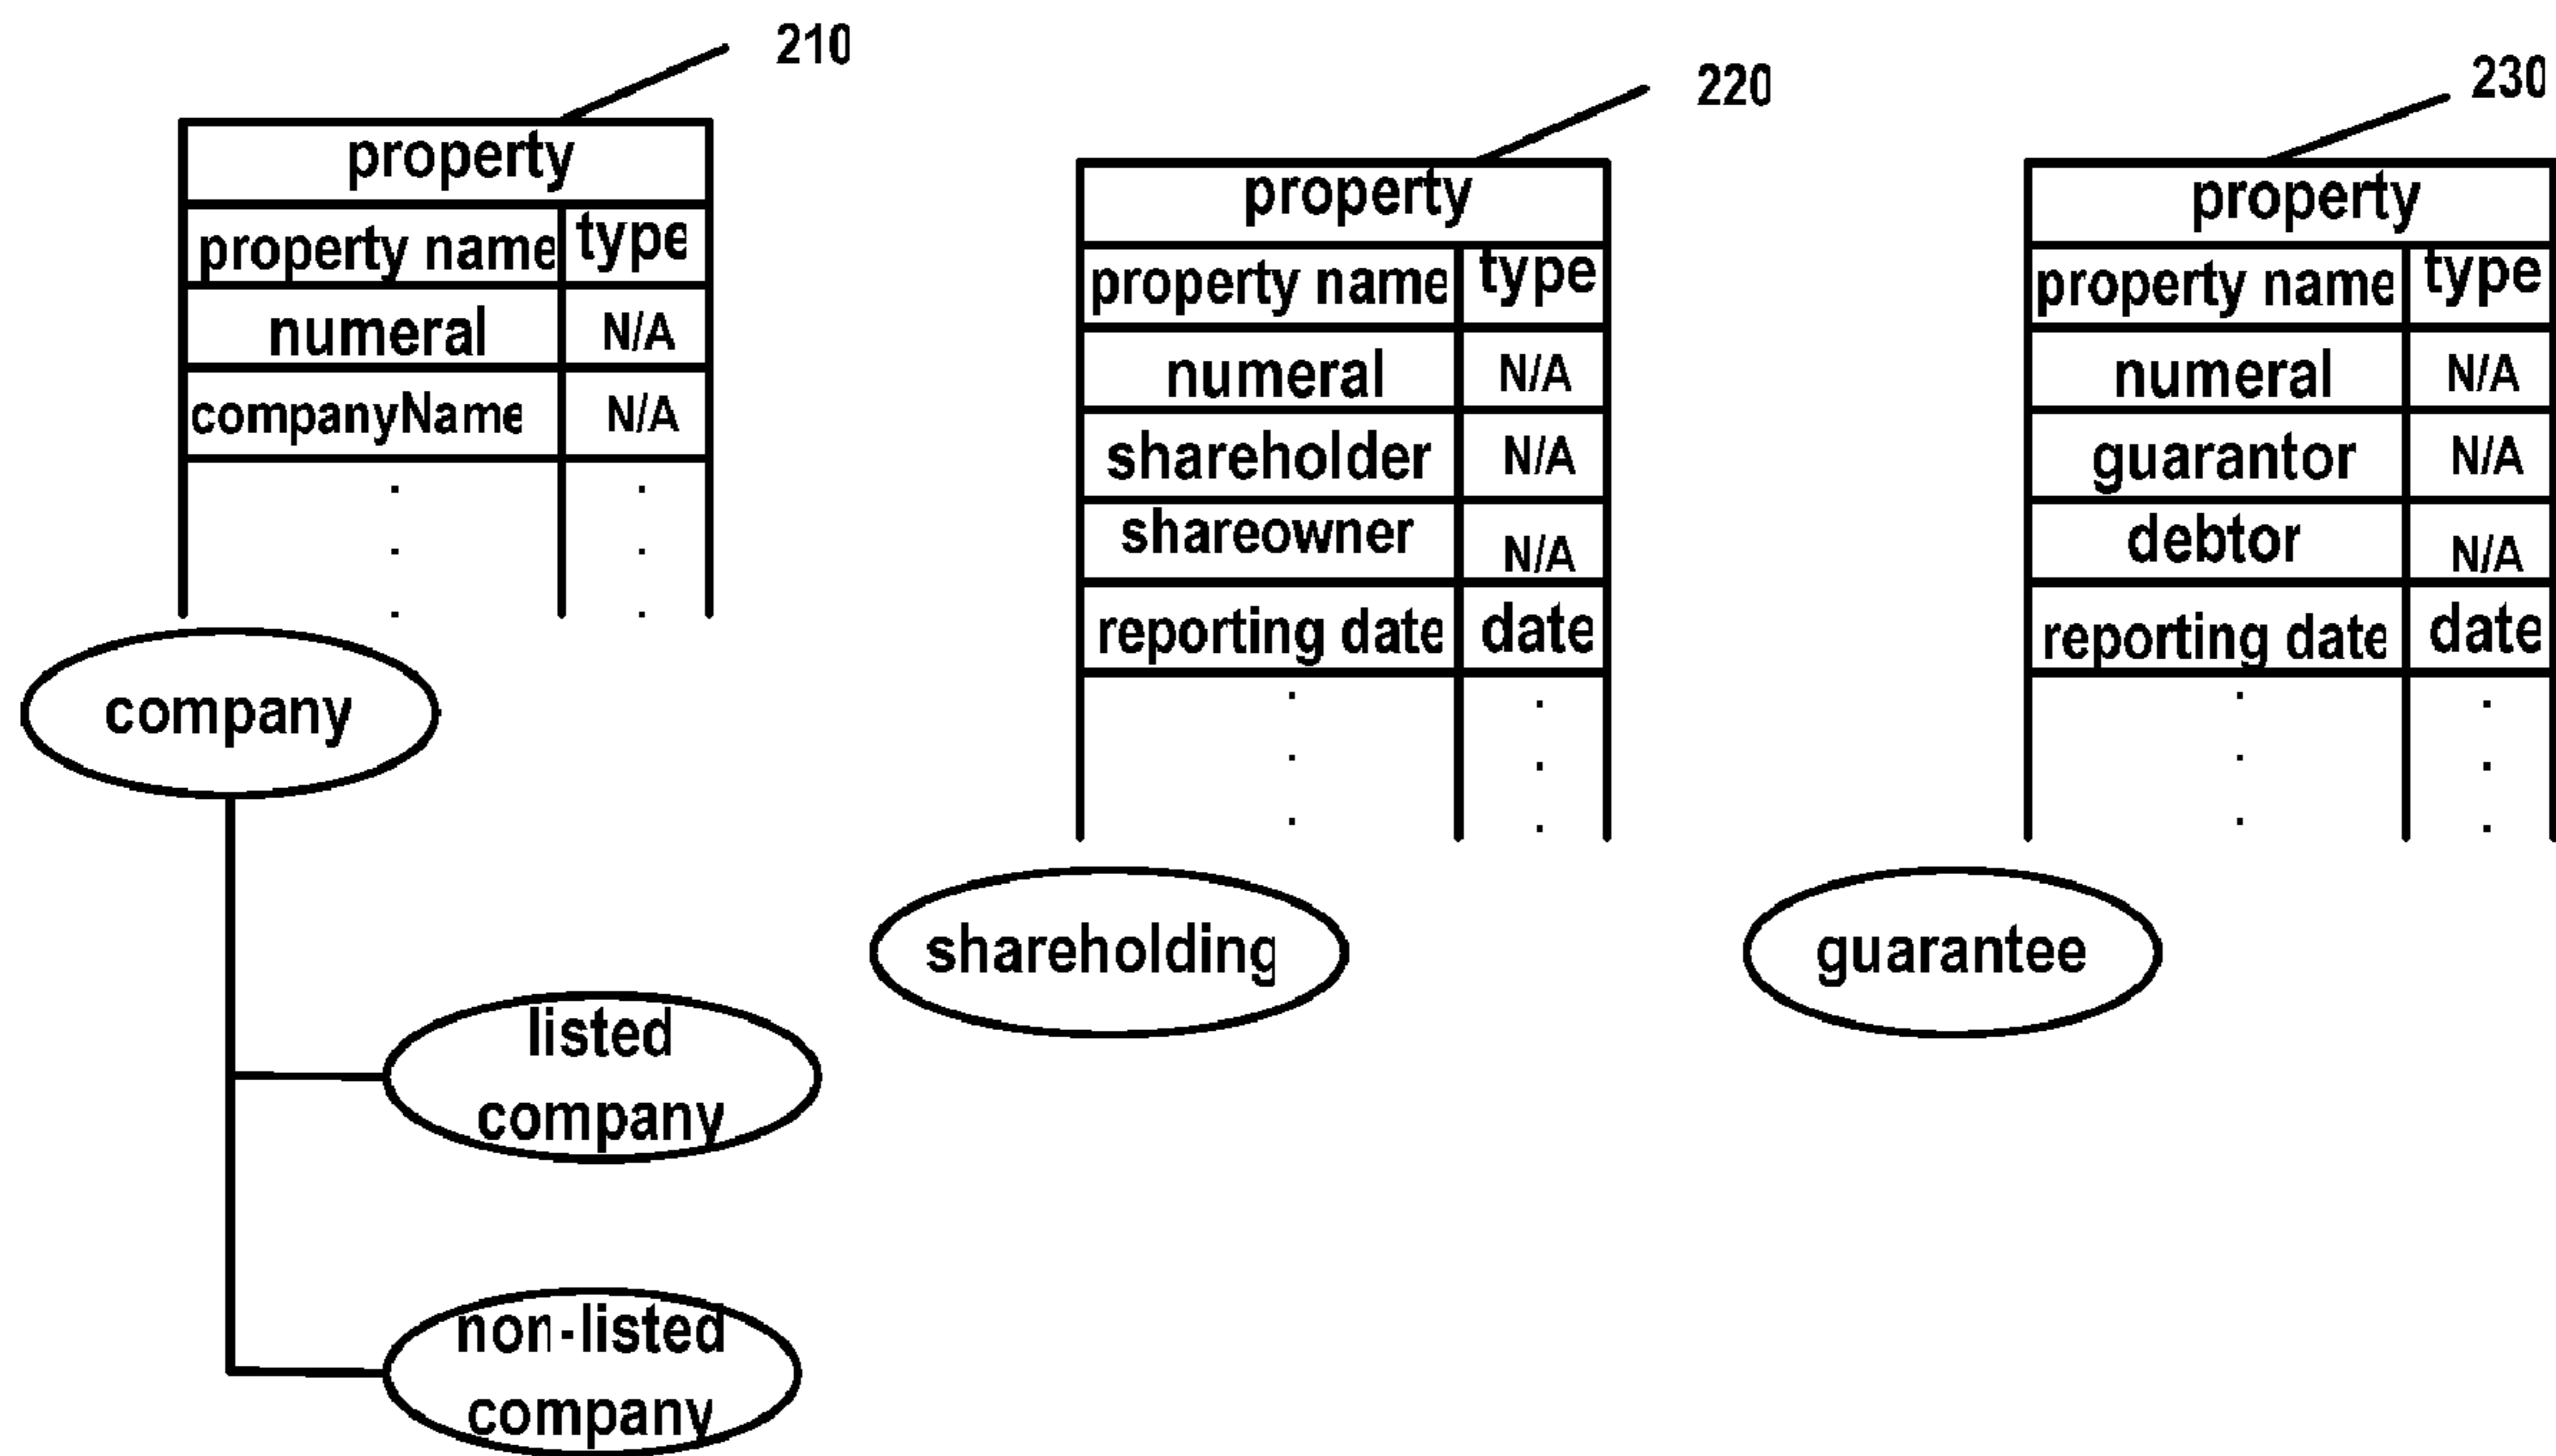 210
property
property name type
numeral N/A
companyName N/A
company
listed
company
non-listed
company
220
property
property name type
numeral N/A
shareholder N/A
shareowner N/A
reporting date date
shareholding
230
property
property name type
numeral N/A
guarantor N/A
debtor N/A
reporting date date
guarantee